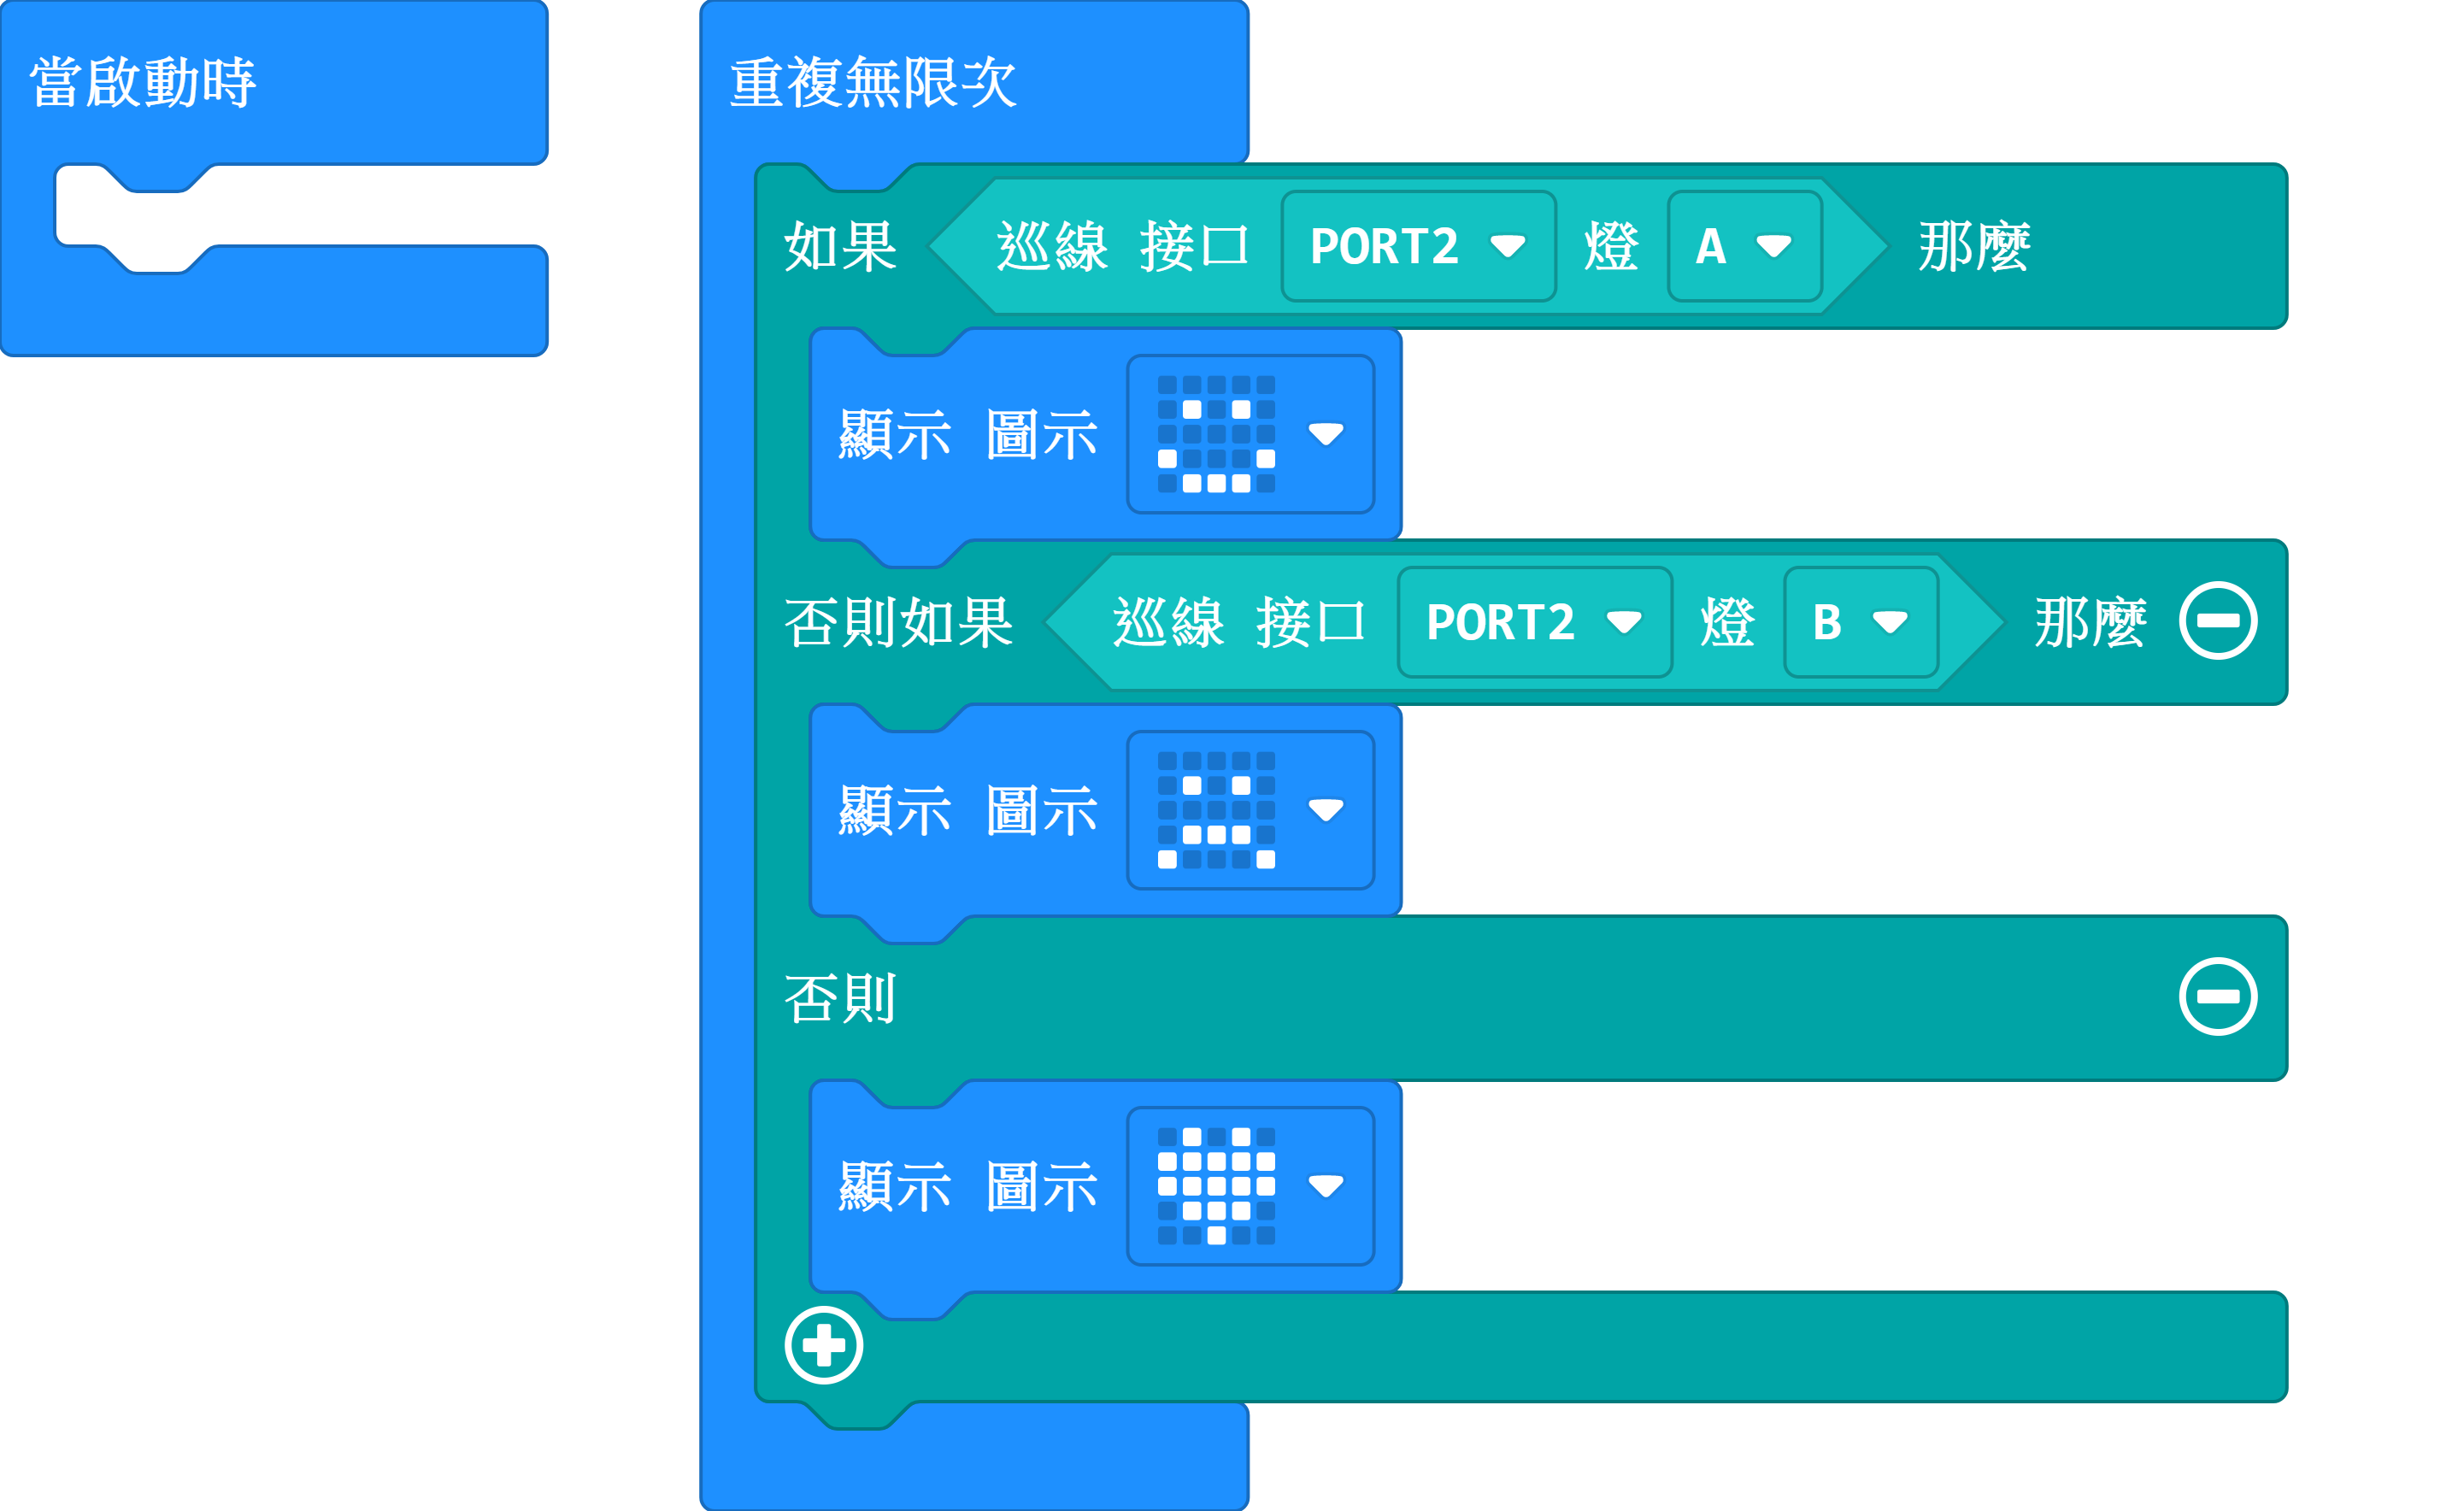 當啟動時
重複無限次
如果 巡線 接口 PORT2 燈 A 那麼
顯示 圖示
否則如果 巡線 接口 PORT2 燈 B 那麼
顯示 圖示
否則
顯示 圖示